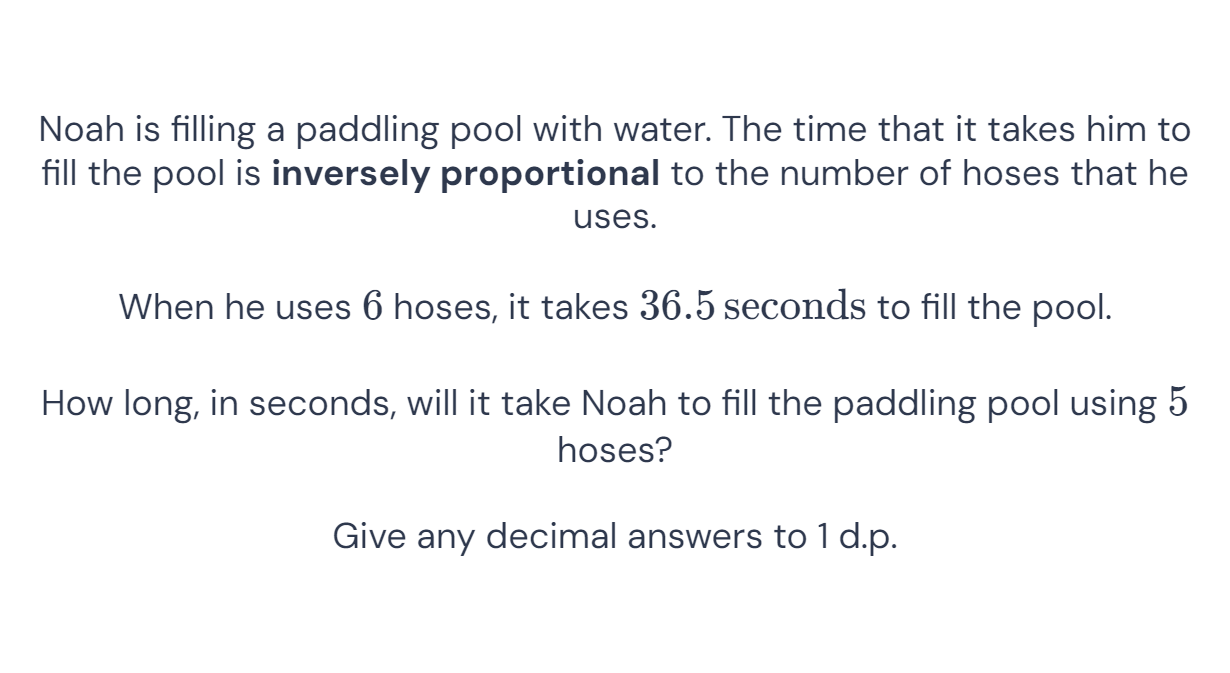 Noah is filling a paddling pool with water. The time that it takes him to
fill the pool is inversely proportional to the number of hoses that he
uses.
When he uses 6 hoses, it takes 36.5 seconds to fill the pool.
How long, in seconds, will it take Noah to fill the paddling pool using 5
hoses?
Give any decimal answers to 1 d.p.